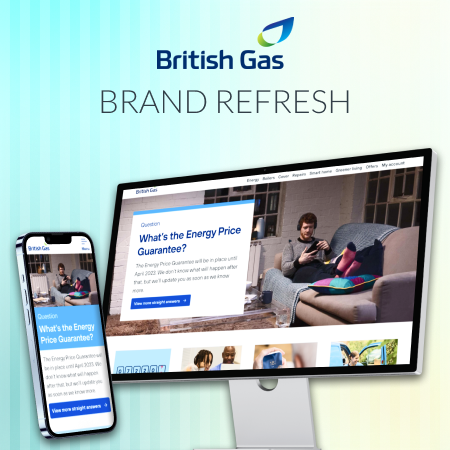 British Gas
BRAND REFRESH
British Gas
Energy Boilers Cover Repairs Smart home Greener living Offers My account
Question
What's the Energy Price
Guarantee?
The Energy Price Guarantee will be in place until
April 2023. We don't know what will happen after
that, but we'll update you as soon as we know
more.
View more straight answers →
British Gas
Menu
Question
What's the Energy
Price Guarantee?
The Energy Price Guarantee will
be in place until April 2023. We
don't know what will happen
after that, but we'll update you
as soon as we know more.
View more straight answers →